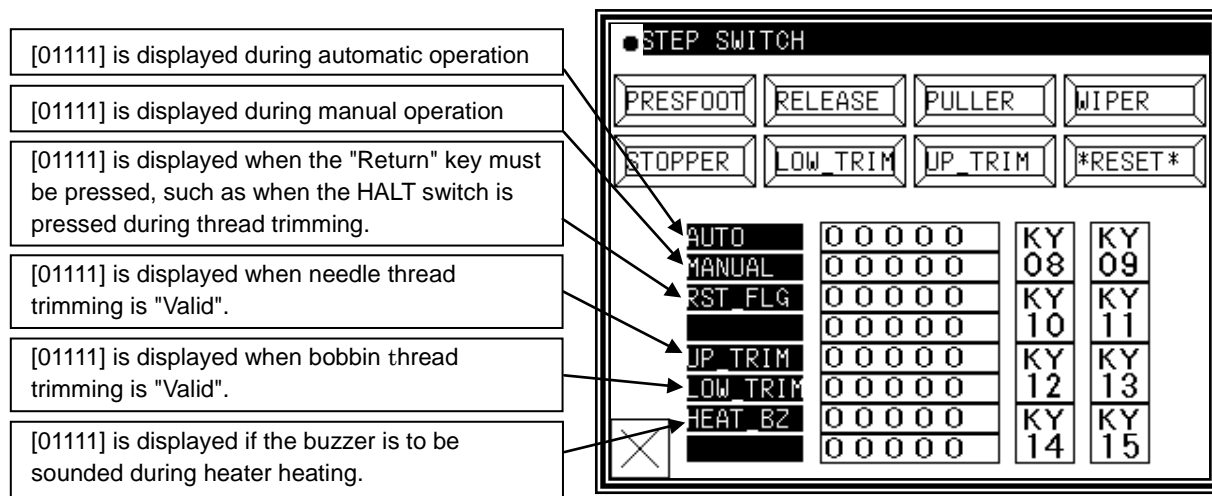 [01111] is displayed during automatic operation
[01111] is displayed during manual operation
[01111] is displayed when the "Return" key must
be pressed, such as when the HALT switch is
pressed during thread trimming.
[01111] is displayed when needle thread
trimming is "Valid".
[01111] is displayed when bobbin thread
trimming is "Valid".
[01111] is displayed if the buzzer is to be
sounded during heater heating.
●STEP SWITCH
PRESFOOT RELEASE PULLER WIPER
STOPPER LOW_TRIM UP_TRIM *RESET*
AUTO 00000 KY KY
MANUAL 00000 08 09
RST_FLG 00000 KY KY
00000 10 11
UP_TRIM 00000 KY KY
LOW_TRIM 00000 12 13
HEAT_BZ 00000 KY KY
00000 14 15